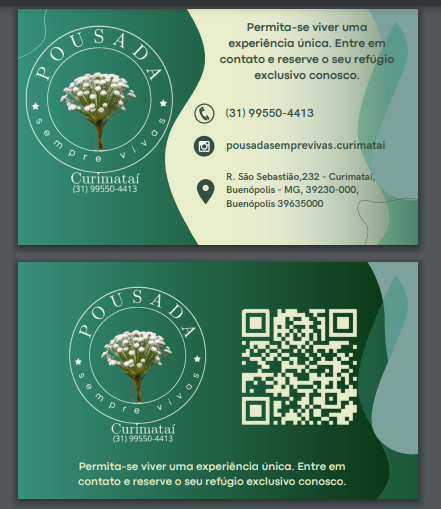 POUSADA
sempre vivas
Curimataí
(31) 99550-4413
Permita-se viver uma
experiência única. Entre em
contato e reserve o seu refúgio
exclusivo conosco.
(31) 99550-4413
pousadasemprevivas.curimatai
R. São Sebastião,232 - Curimataí,
Buenópolis - MG, 39230-000,
Buenópolis 39635000
POUSADA
sempre vivas
Curimataí
(31) 99550-4413
Permita-se viver uma experiência única. Entre em
contato e reserve o seu refúgio exclusivo conosco.